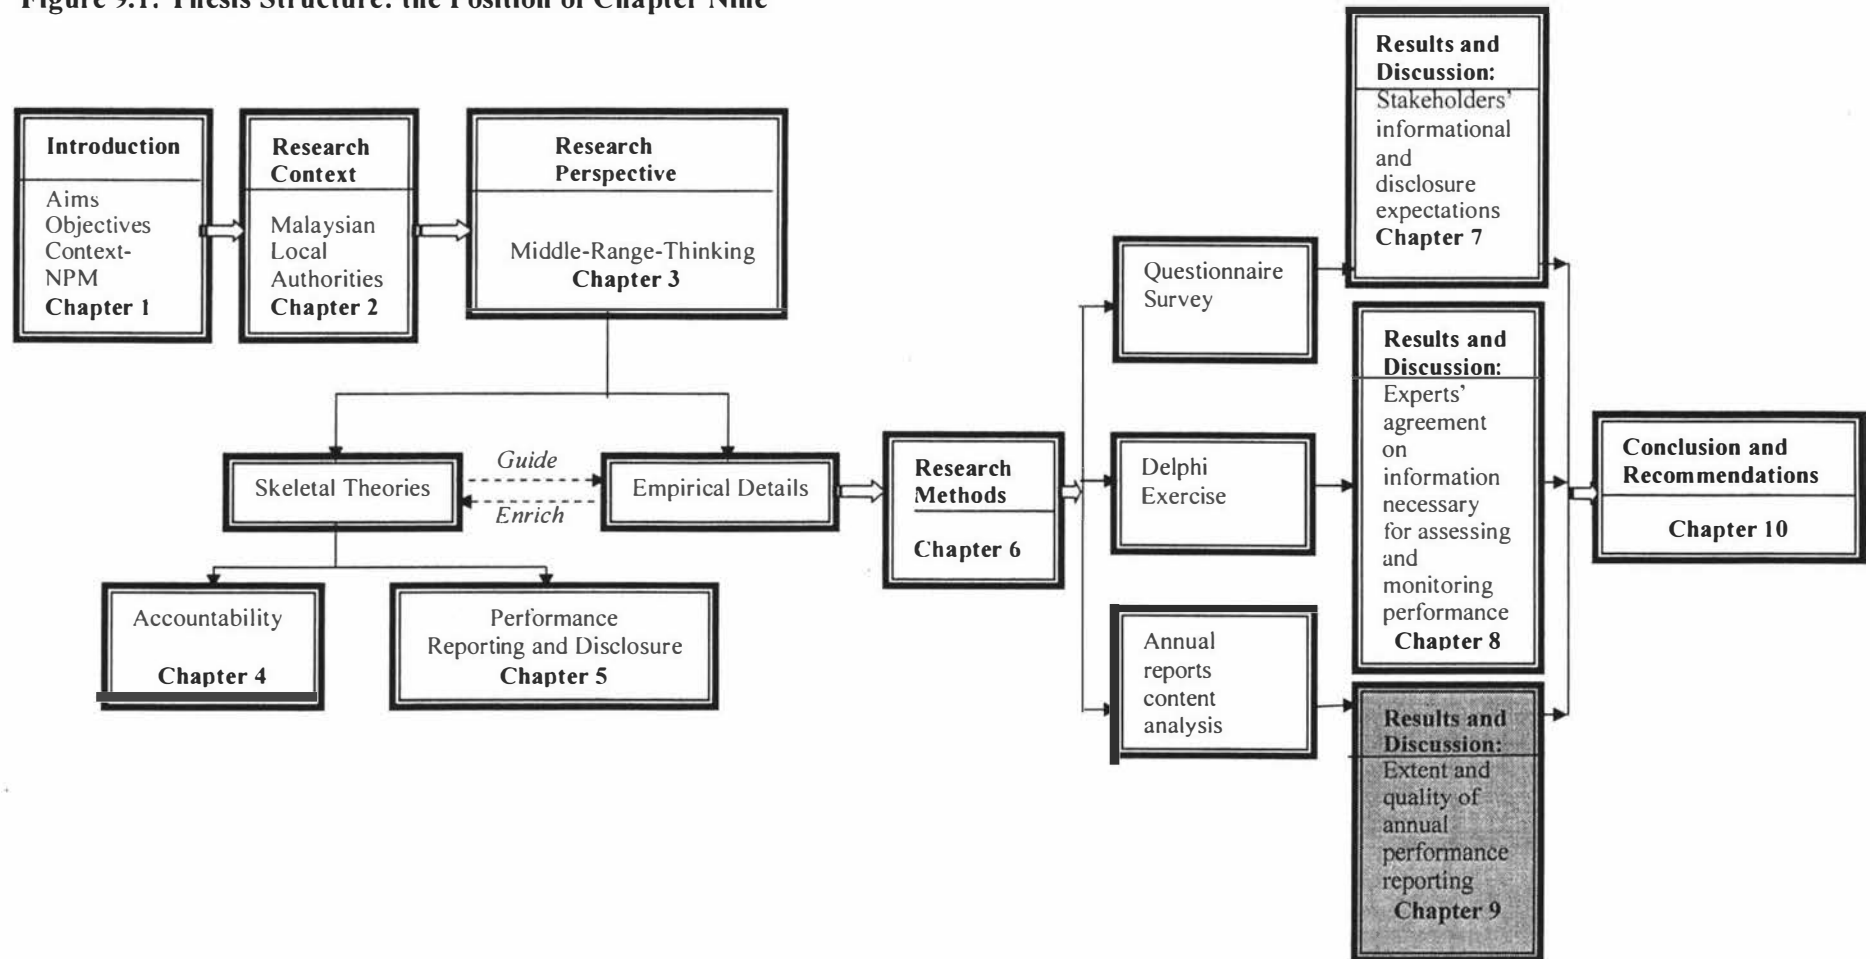 Figure 9.1: Thesis Structure: the Position of Chapter Nine
Introduction
Aims
Objectives
Context-
NPM
Chapter 1
Research
Context
Malaysian
Local
Authorities
Chapter 2
Research
Perspective
Middle-Range-Thinking
Chapter 3
Skeletal Theories
Guide
Enrich
Empirical Details
Accountability
Chapter 4
Performance
Reporting and Disclosure
Chapter 5
Research
Methods
Chapter 6
Questionnaire
Survey
Delphi
Exercise
Annual
reports
content
analysis
Results and
Discussion:
Stakeholders'
informational
and
disclosure
expectations
Chapter 7
Results and
Discussion:
Experts'
agreement
on
information
necessary
for assessing
and
monitoring
performance
Chapter 8
Results and
Discussion:
Extent and
quality of
annual
performance
reporting
Chapter 9
Conclusion and
Recommendations
Chapter 10